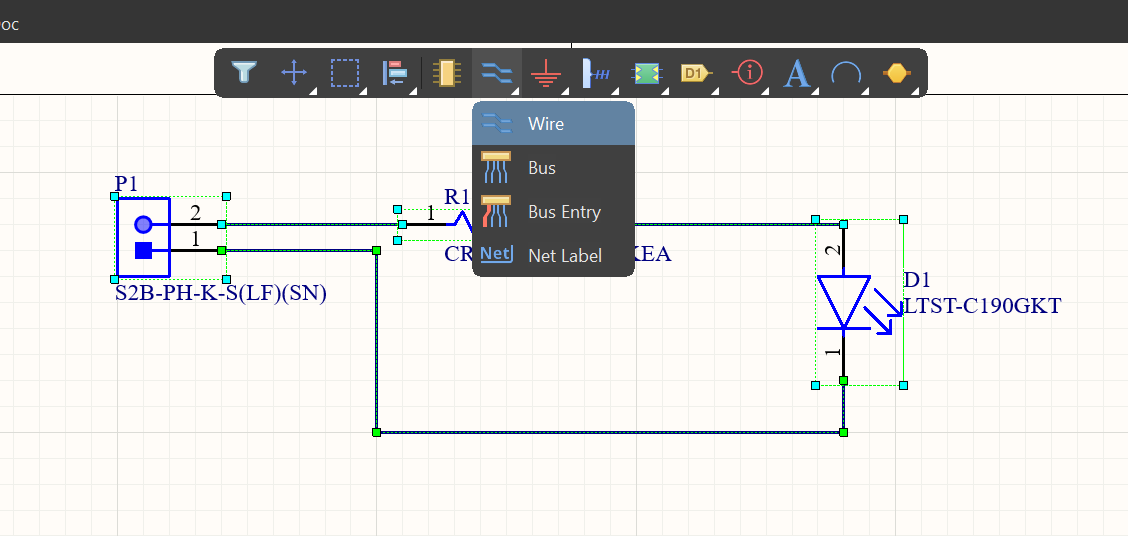 OC
D1
A
Wire
Bus
Bus Entry
Net Net Label
P1
2
1
S2B-PH-K-S(LF)(SN)
R1
1
CR
KEA
2
D1
LTST-C190GKT
1